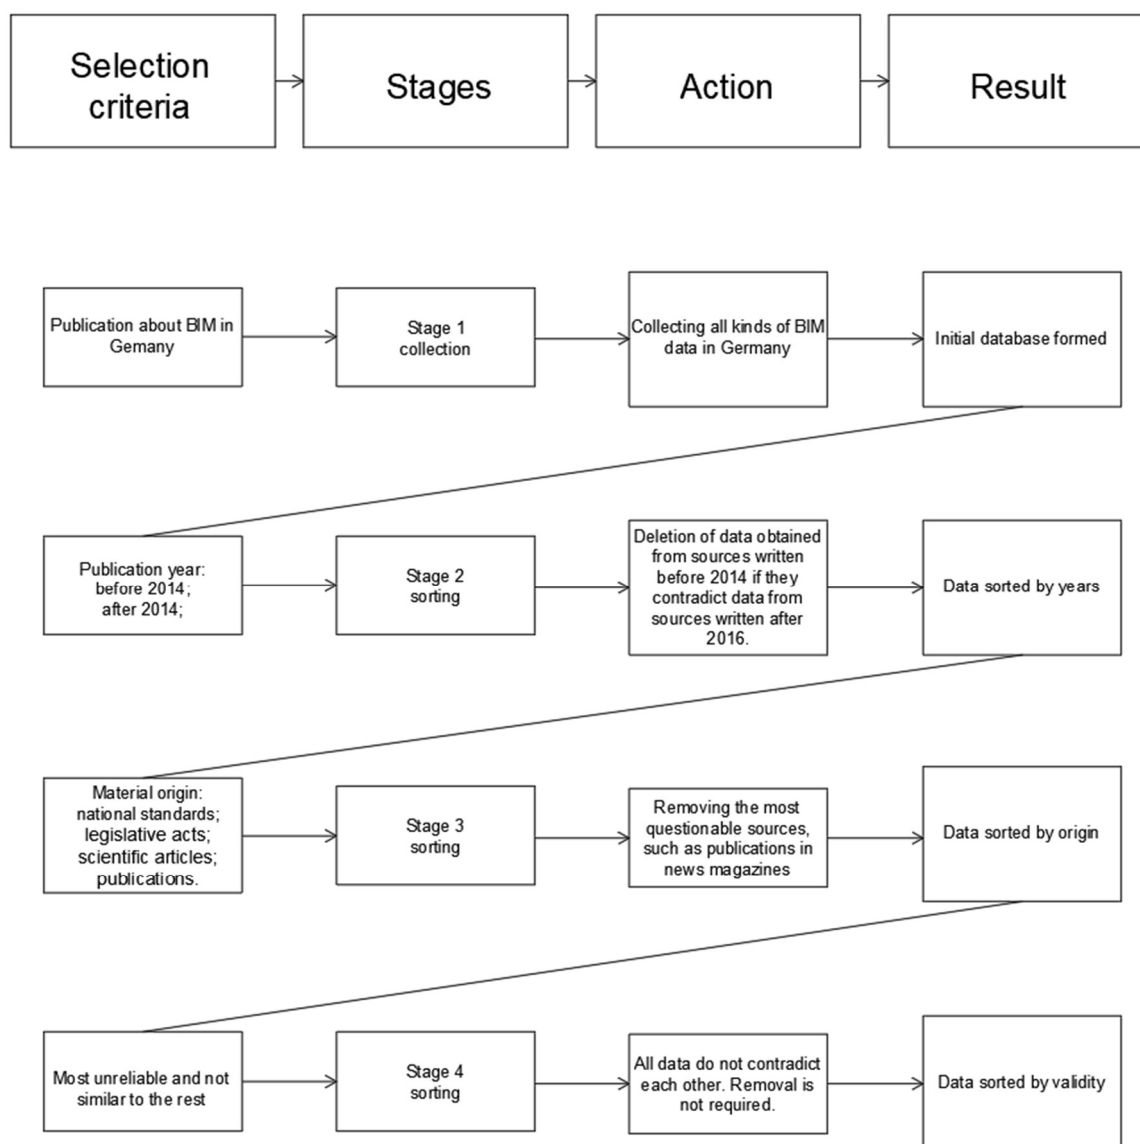 Selection
criteria
Stages
Action
Result
Publication about BIM in
Gemany
Stage 1
collection
Collecting all kinds of BIM
data in Germany
Initial database formed
Publication year:
before 2014;
after 2014;
Stage 2
sorting
Deletion of data obtained
from sources written
before 2014 if they
contradict data from
sources written after
2016.
Data sorted by years
Material origin:
national standards;
legislative acts;
scientific articles;
publications.
Stage 3
sorting
Removing the most
questionable sources,
such as publications in
news magazines
Data sorted by origin
Most unreliable and not
similar to the rest
Stage 4
sorting
All data do not contradict
each other. Removal is
not required.
Data sorted by validity